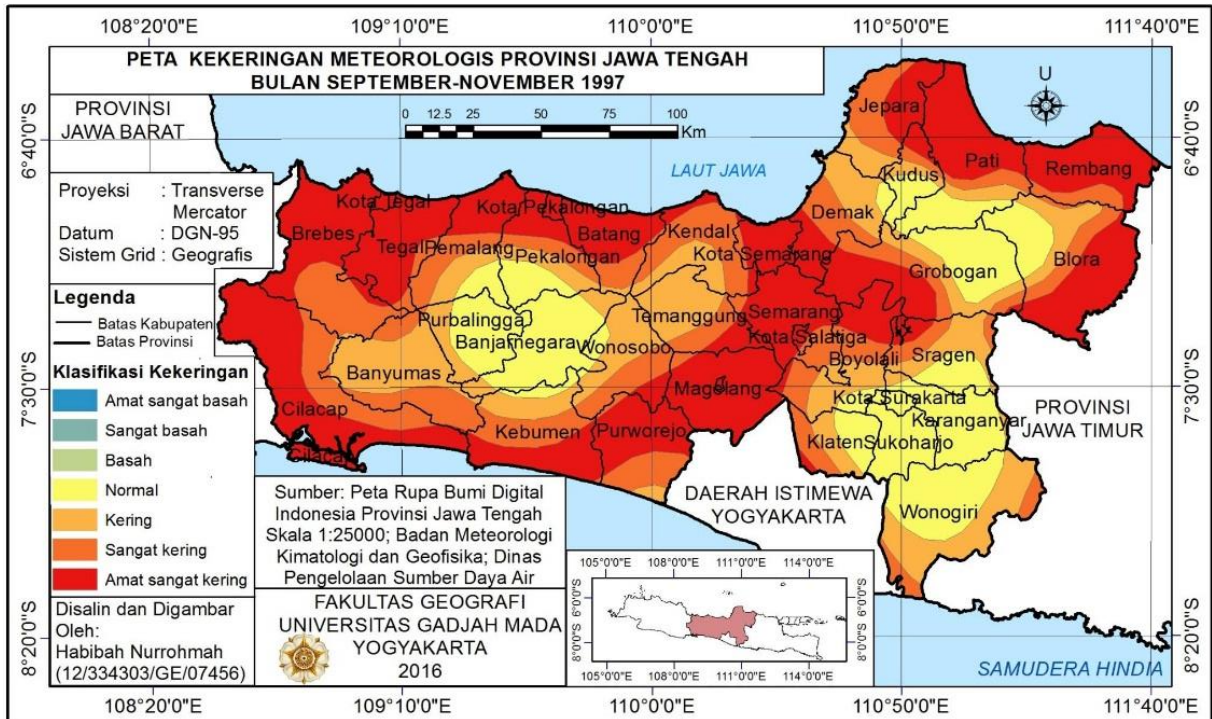 108°20'0"E 109°10'0"E 110°0'0"E 110°50'0"E 111°40'0"E
PETA KEKERINGAN METEOROLOGIS PROVINSI JAWA TENGAH
BULAN SEPTEMBER-NOVEMBER 1997
PROVINSI
JAWA BARAT
0 12.5 25 50 75 100
Km
U
6°40'0"S
6°40'0"S
LAUT JAWA
Proyeksi : Transverse
Mercator
Datum : DGN-95
Sistem Grid : Geografis
Jepara
Pati
Rembang
Kudus
Demak
Kota Tegal
Kota Pekalongan
Brebes
Tegal
Pemalang
Batang
Pekalongan
Kendal
Kota Semarang
Grobogan
Blora
Purbalingga
Banjarnegara
Wonosobo
Temanggung
Semarang
Kota Salatiga
Boyolali
Sragen
Banyumas
Magelang
Kota Surakarta
Karanganyar
Cilacap
Cilacap
Kebumen
Purworejo
Klaten
Sukoharjo
Wonogiri
Legenda
Batas Kabupaten
Batas Provinsi
Klasifikasi Kekeringan
Amat sangat basah
Sangat basah
Basah
Normal
Kering
Sangat kering
Amat sangat kering
7°30'0"S
7°30'0"S
PROVINSI
JAWA TIMUR
DAERAH ISTIMEWA
YOGYAKARTA
Sumber: Peta Rupa Bumi Digital
Indonesia Provinsi Jawa Tengah
Skala 1:25000; Badan Meteorologi
Kimatologi dan Geofisika; Dinas
Pengelolaan Sumber Daya Air
Disalin dan Digambar
Oleh:
Habibah Nurrohmah
(12/334303/GE/07456)
FAKULTAS GEOGRAFI
UNIVERSITAS GADJAH MADA
YOGYAKARTA
2016
105°0'0"E 108°0'0"E 111°0'0"E 114°0'0"E
6°0'0"S
8°0'0"S
6°0'0"S
8°0'0"S
105°0'0"E 108°0'0"E 111°0'0"E 114°0'0"E
8°20'0"S
8°20'0"S
SAMUDERA HINDIA
108°20'0"E 109°10'0"E 110°0'0"E 110°50'0"E 111°40'0"E